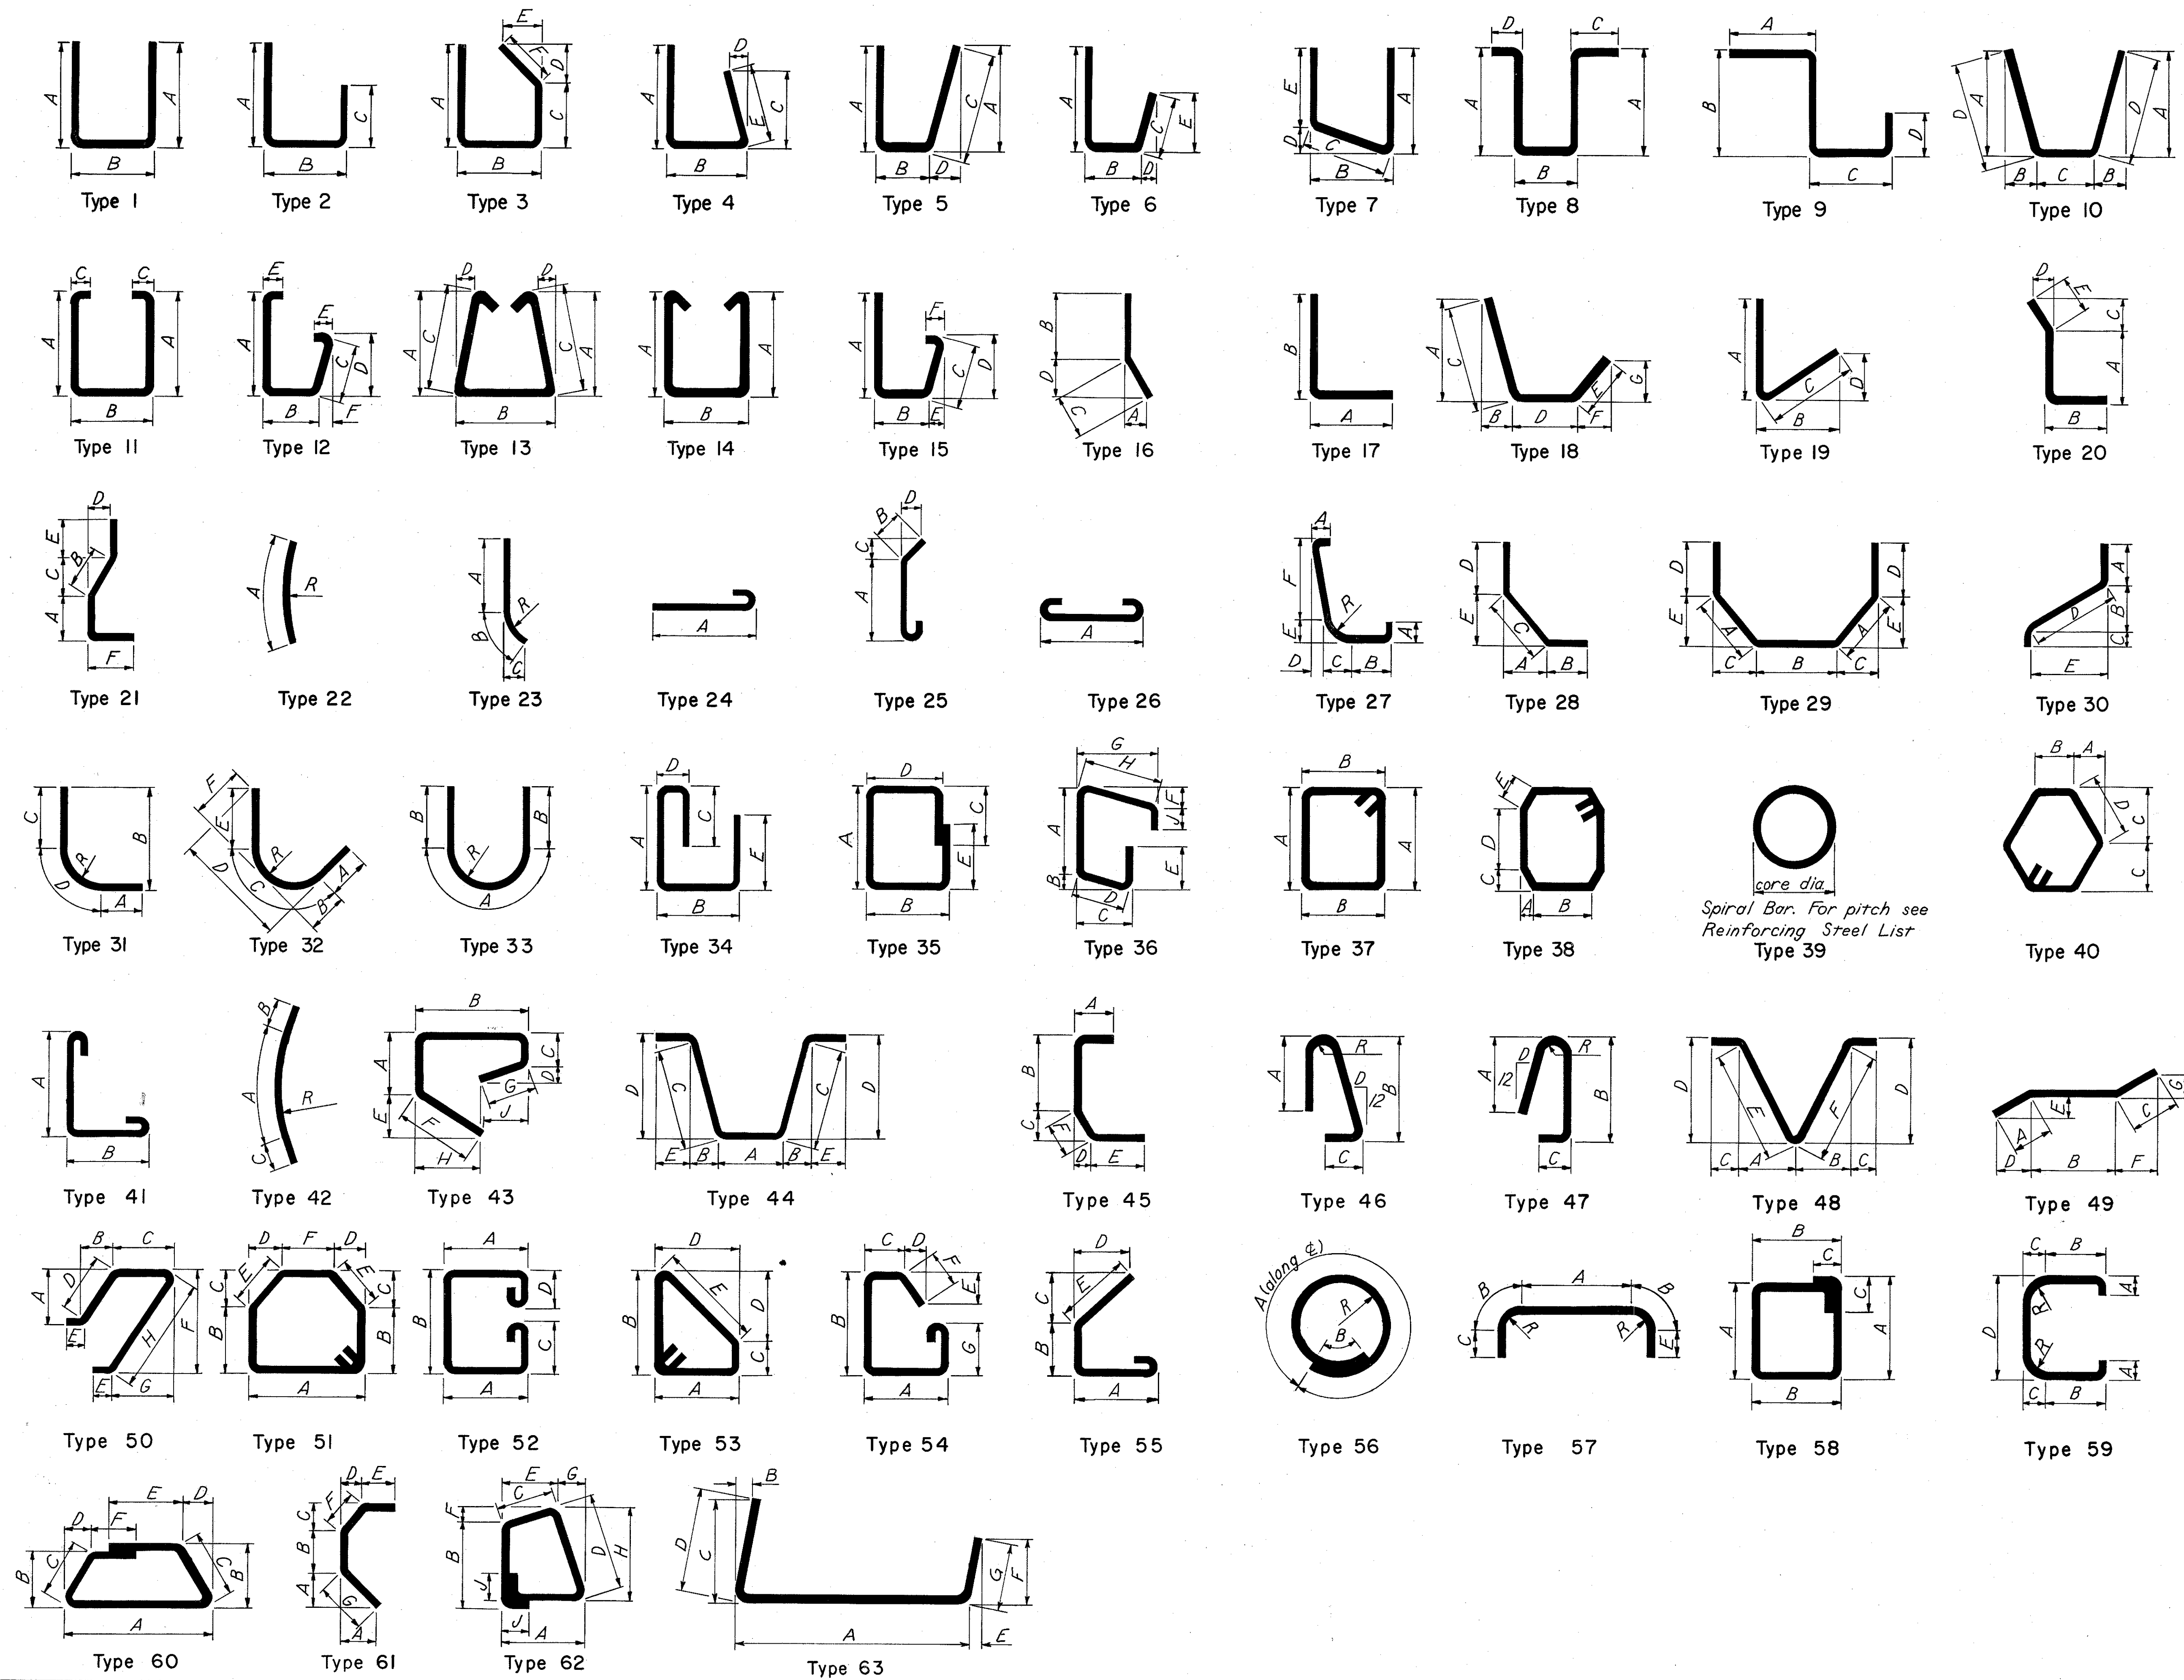 A A B
Type 1
A C B
Type 2
E F D A C B
Type 3
D A E C B
Type 4
A C A B D
Type 5
A C E B D
Type 6
E A D C B
Type 7
D C A A B
Type 8
A B D C
Type 9
D A D A B C B
Type 10
C C A A B
Type 11
E E A C D B F
Type 12
D D A C C A B
Type 13
A A B
Type 14
F A C D B E
Type 15
B D C A
Type 16
B A
Type 17
A C E G B D F
Type 18
A C D B
Type 19
D E C A B
Type 20
D E B C A F
Type 21
A R
Type 22
A R B C
Type 23
A
Type 24
D B C A
Type 25
A
Type 26
A F R E A D C B
Type 27
D E C A B
Type 28
D D E A A E C B C
Type 29
A D B C E
Type 30
C B R D A
Type 31
F E R D C A B
Type 32
B B R A
Type 33
D C A E B
Type 34
D A C E B
Type 35
G H A F J E B D C
Type 36
B A A B
Type 37
E D C A B
Type 38
core dia.
Spiral Bar. For pitch see
Reinforcing Steel List
Type 39
B A D C C
Type 40
A B
Type 41
B A R C
Type 42
B A C D G E F J H
Type 43
D C C D E B A B E
Type 44
A B C F D E
Type 45
A R D 12 B C
Type 46
A D 12 R B C
Type 47
D E F D C A B C
Type 48
G E C A D B F
Type 49
B C D A E H F E G
Type 50
D F D C E E C B B A
Type 51
A B D C A
Type 52
D B E D C A
Type 53
C D F E B G A
Type 54
D C E B A
Type 55
A (along ℄)
R B
Type 56
B A B R R C E
Type 57
B C A C A B
Type 58
C B A R D R A C B
Type 59
E D D F C B C B A
Type 60
D E F C B A G A
Type 61
E G C F B D H J J A
Type 62
B D C G F A E
Type 63